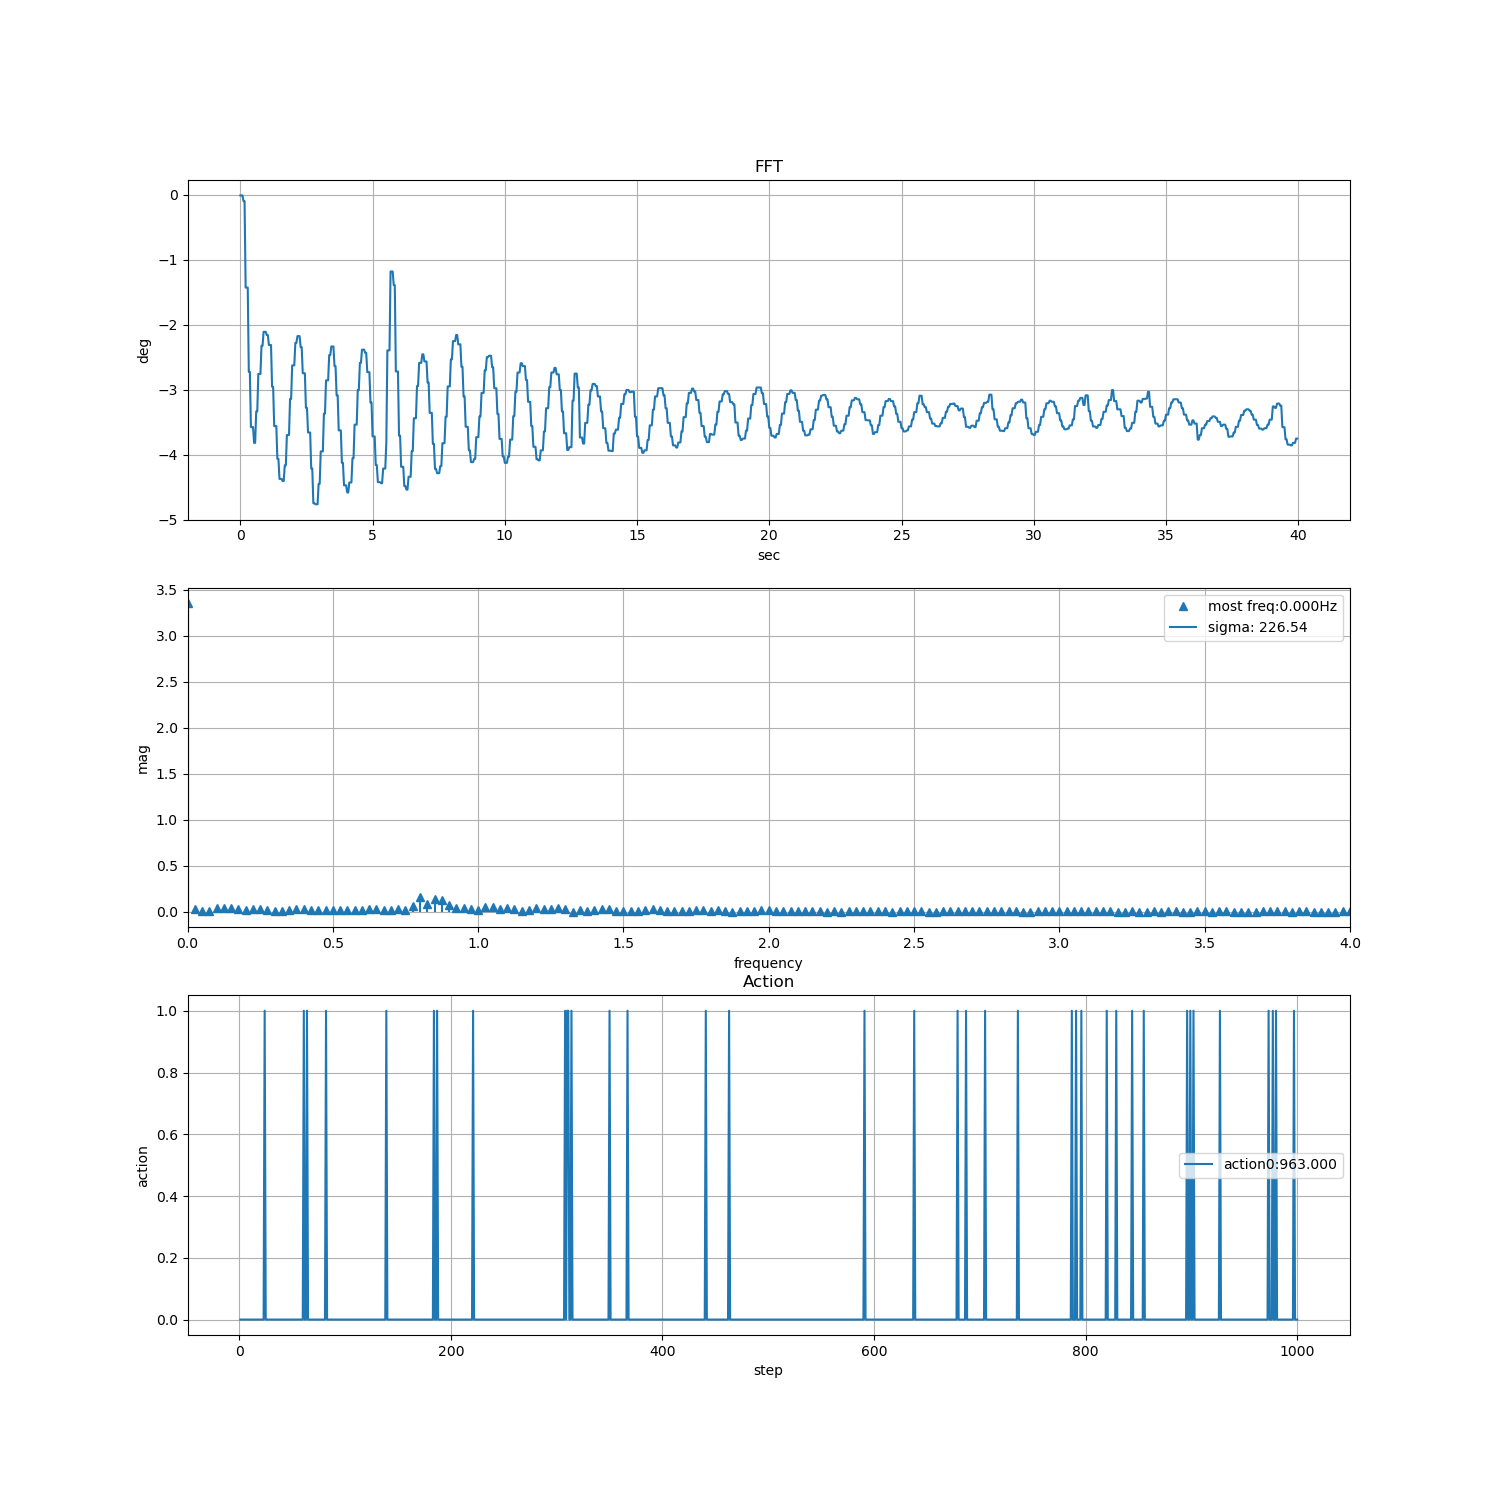 FFT
0
−1
−2
−3
−4
−5
deg
0 5 10 15 20 25 30 35 40
sec
3.5
3.0
2.5
2.0
1.5
1.0
0.5
0.0
mag
most freq:0.000Hz
sigma: 226.54
0.0 0.5 1.0 1.5 2.0 2.5 3.0 3.5 4.0
frequency
Action
1.0
0.8
0.6
0.4
0.2
0.0
action
action0:963.000
0 200 400 600 800 1000
step